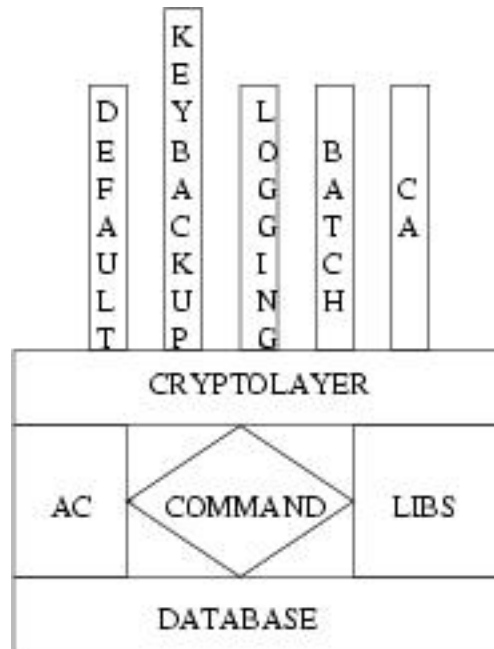 DEFAULT
KEYBACKUP
LOGGING
BATCH
CA
CRYPTOLAYER
AC
COMMAND
LIBS
DATABASE